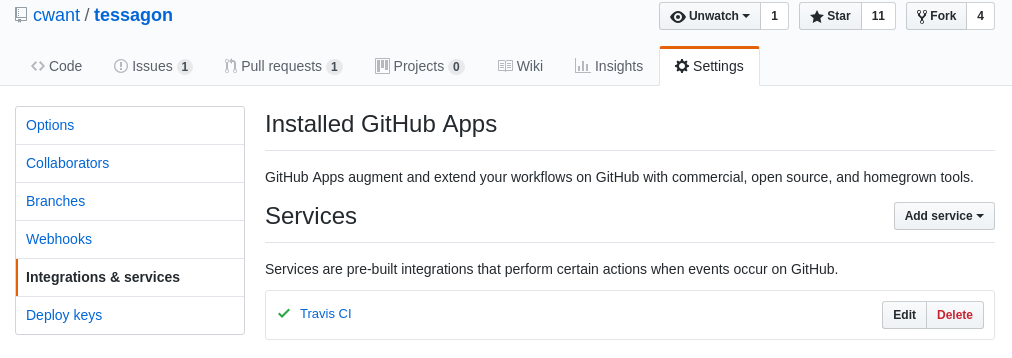 cwant / tessagon Unwatch 1 Star 11 Fork 4
Code Issues 1 Pull requests 1 Projects 0 Wiki Insights Settings
Options
Collaborators
Branches
Webhooks
Integrations & services
Deploy keys
Installed GitHub Apps
GitHub Apps augment and extend your workflows on GitHub with commercial, open source, and homegrown tools.
Services Add service
Services are pre-built integrations that perform certain actions when events occur on GitHub.
Travis CI Edit Delete